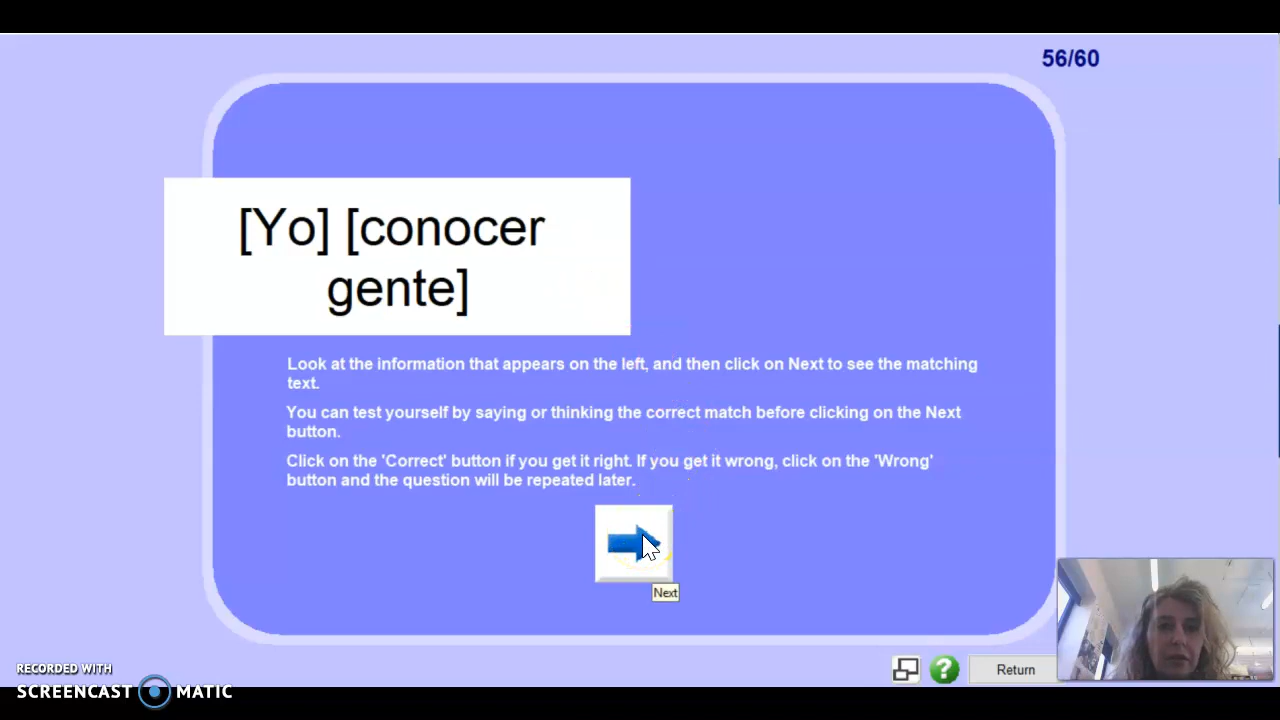 56/60
[Yo] [conocer
gente]
Look at the information that appears on the left, and then click on Next to see the matching
text.
You can test yourself by saying or thinking the correct match before clicking on the Next
button.
Click on the 'Correct' button if you get it right. If you get it wrong, click on the 'Wrong'
button and the question will be repeated later.
Next
?
Return
RECORDED WITH
SCREENCAST MATIC